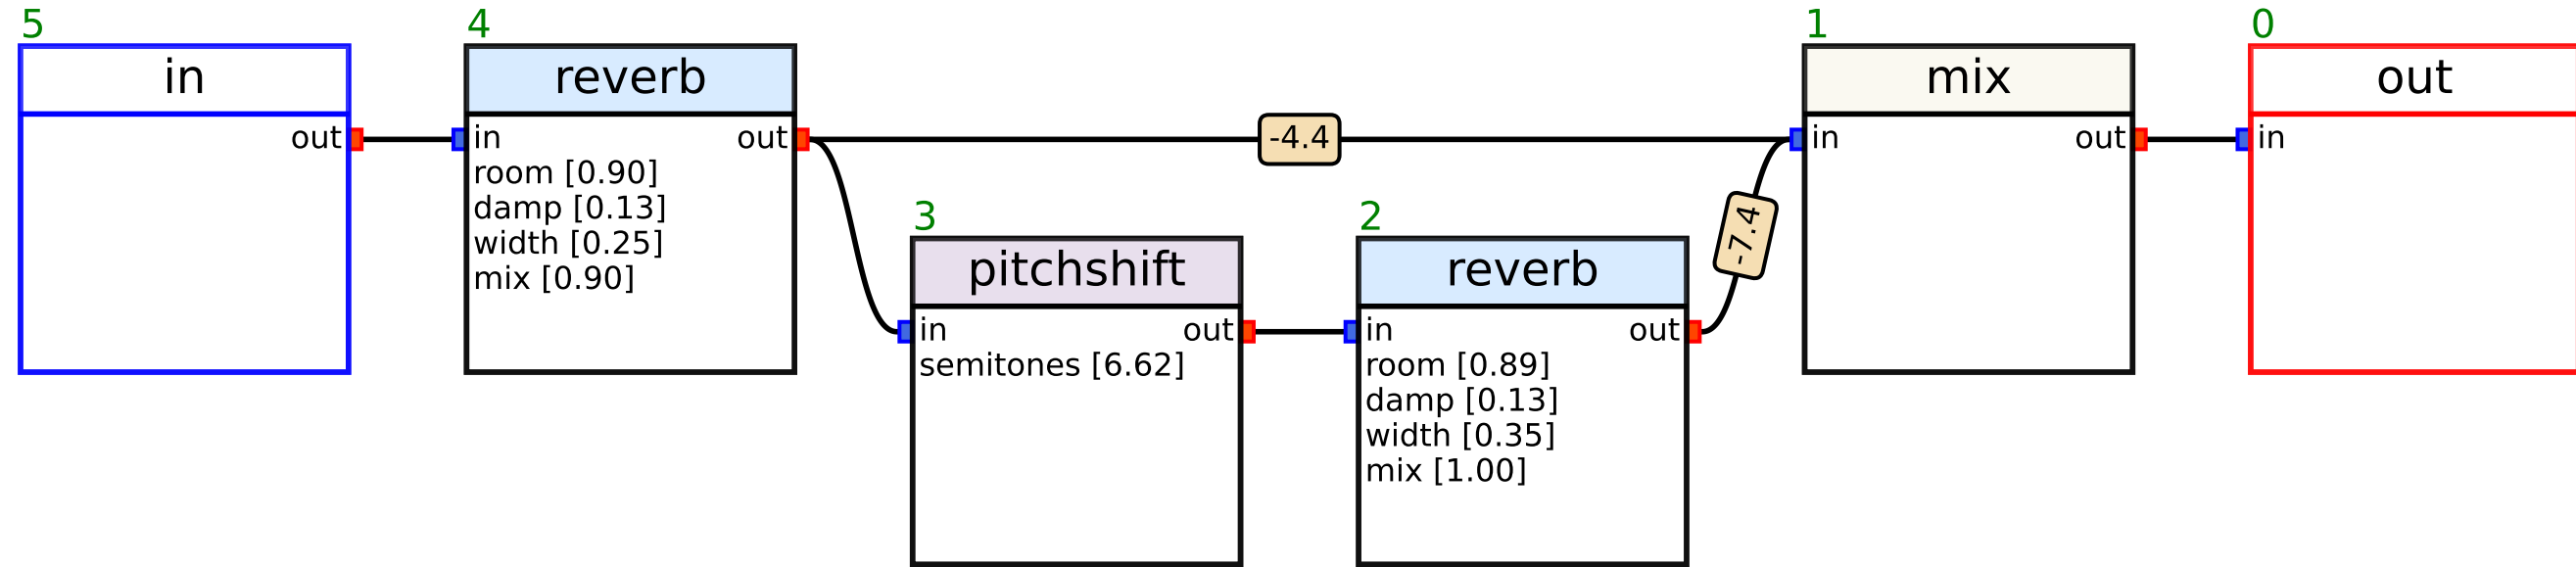 5
in
out
4
reverb
in
out
room [0.90]
damp [0.13]
width [0.25]
mix [0.90]
-4.4
3
pitchshift
in
out
semitones [6.62]
2
reverb
in
out
room [0.89]
damp [0.13]
width [0.35]
mix [1.00]
-7.4
1
mix
in
out
0
out
in